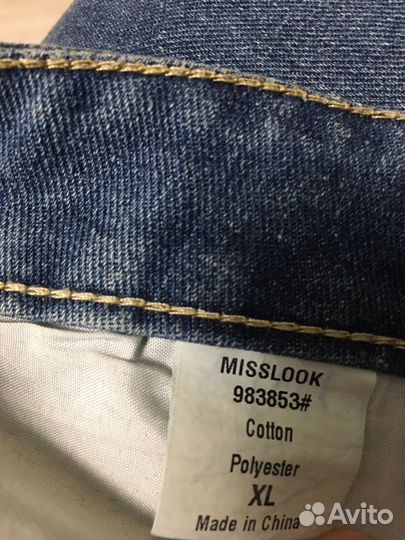 MISSLOOK
983853#
Cotton
Polyester
XL
Made in China
Avito